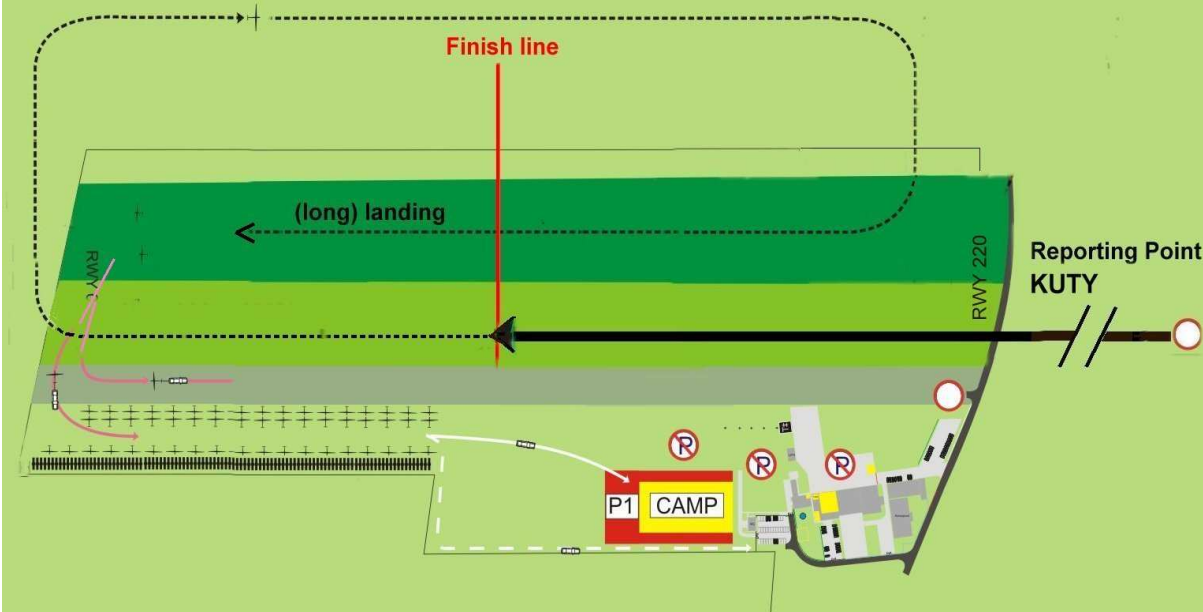 Finish line
(long) landing
RWY 220
Reporting Point
KUTY
P
P
P
P1
CAMP